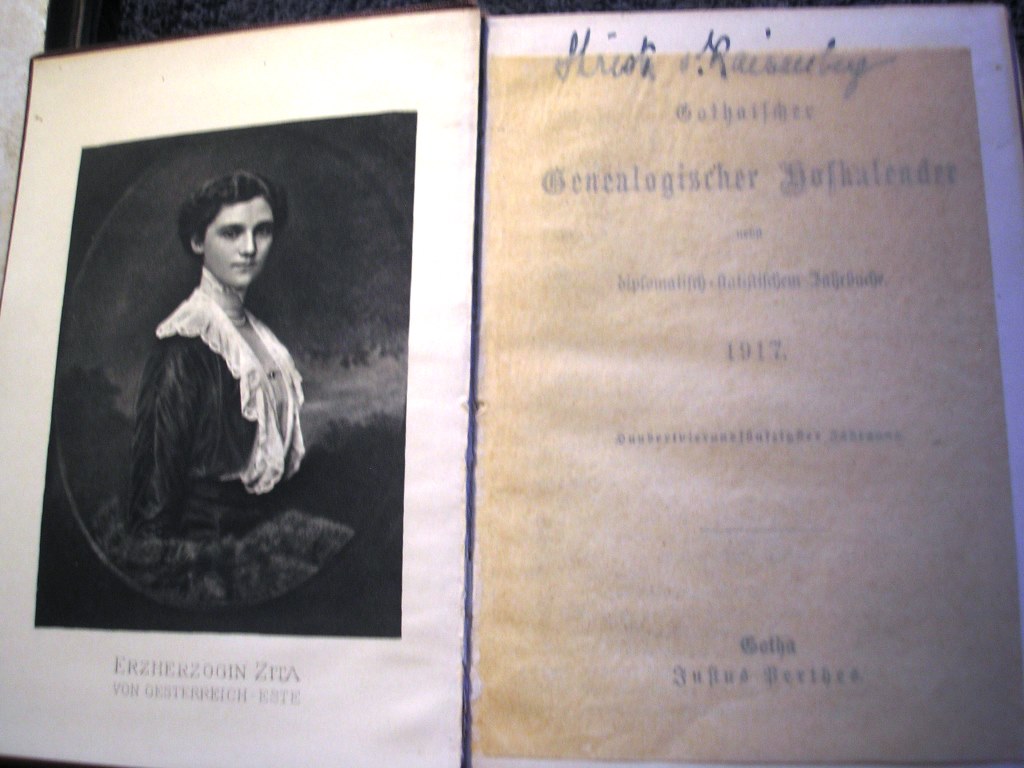 ERZHERZOGIN ZITA
VON OESTERREICH-ESTE
v.
Gothaischer
Genealogischer Hofkalender
nebst
diplomatisch-statistischem Jahrbuche.
1917.
Hundertvierundfünfzigster Jahrgang.
Gotha
Justus Perthes.